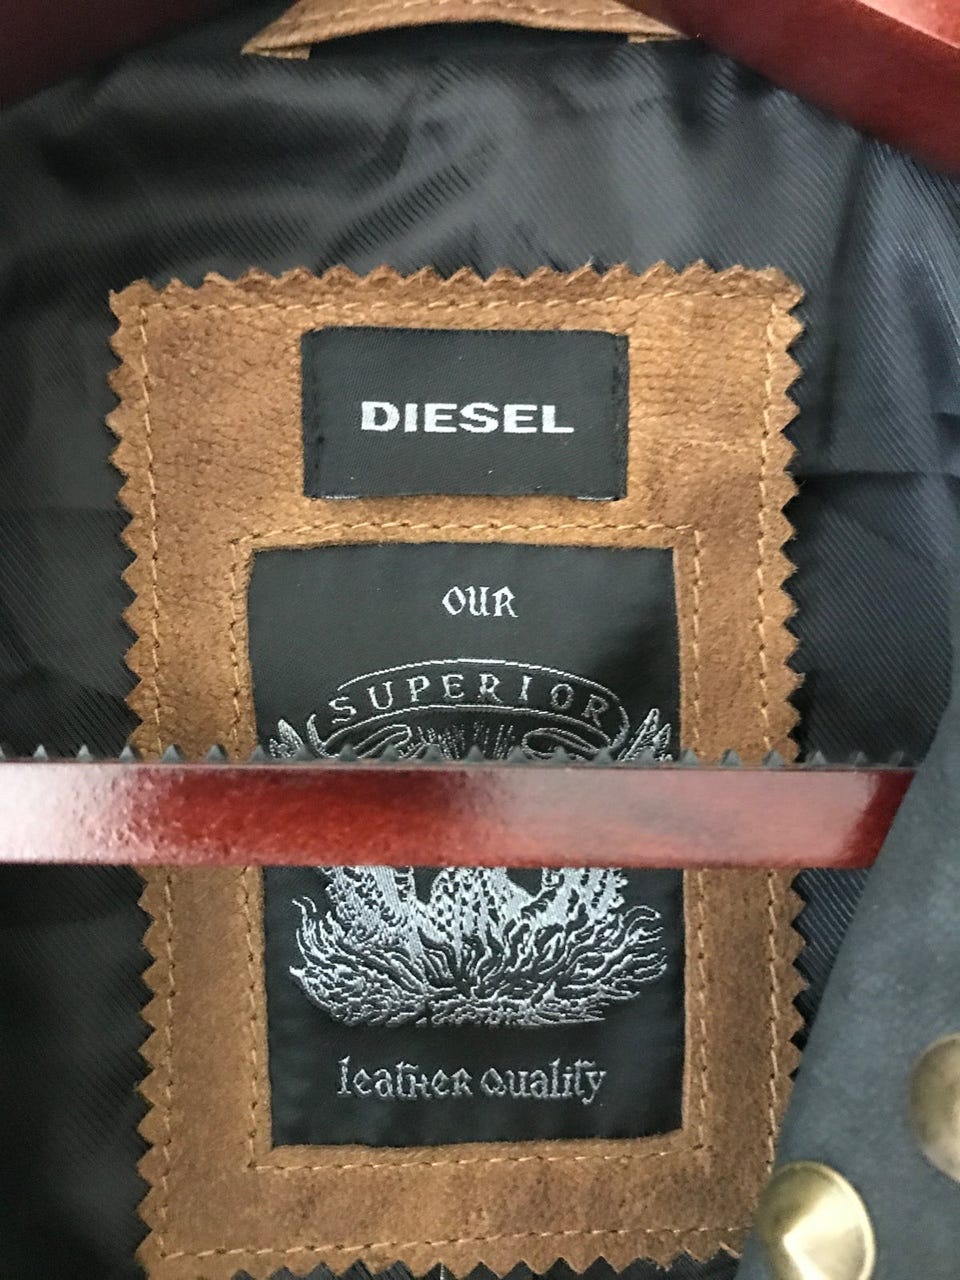 DIESEL
OUR
SUPERIOR
leather quality